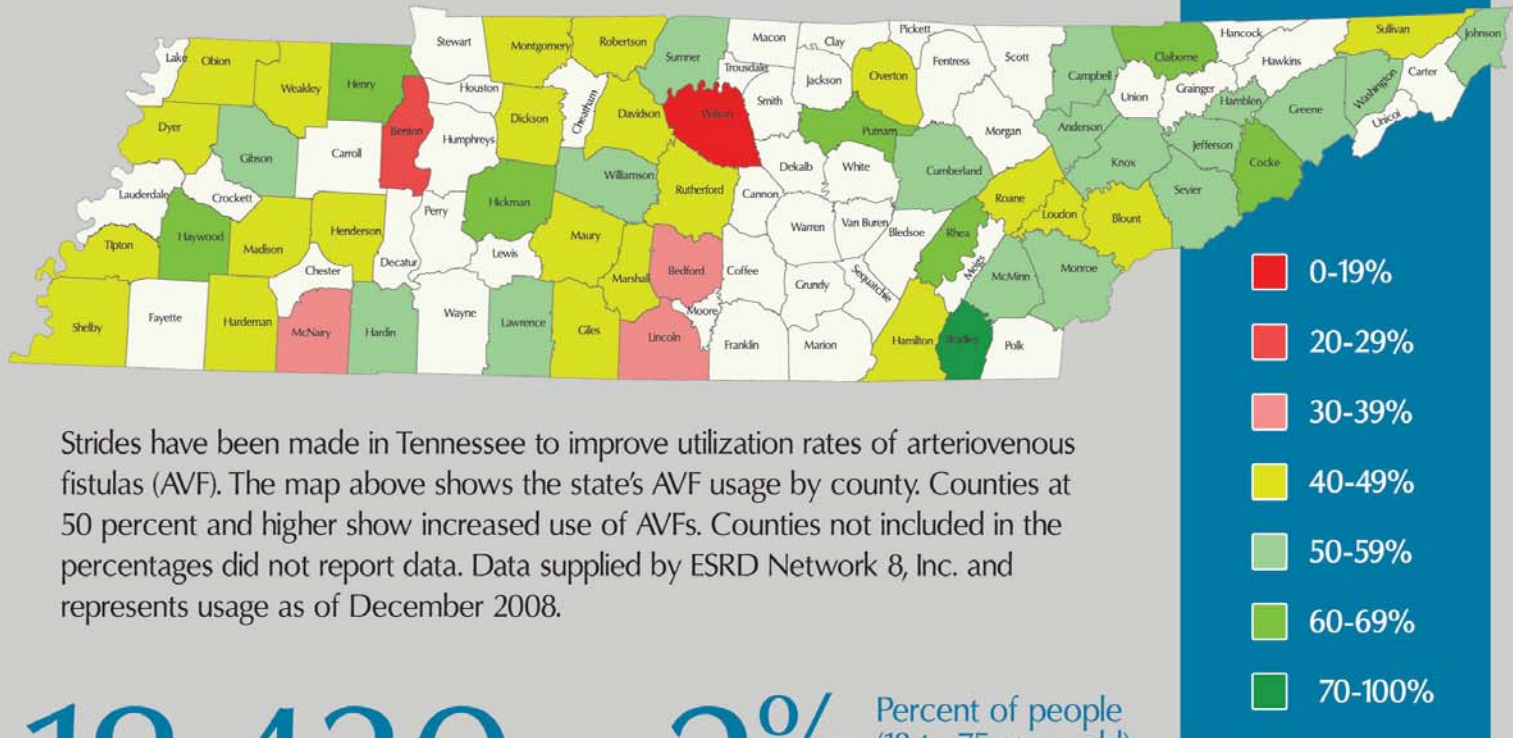 Stewart
Montgomery
Robertson
Sumner
Macon
Clay
Pickett
Fentress
Scott
Campbell
Claiborne
Hancock
Hawkins
Sullivan
Johnson
Lake
Obion
Weakley
Henry
Houston
Cheatham
Trousdale
Jackson
Overton
Union
Grainger
Hamblen
Greene
Washington
Carter
Unicoi
Dyer
Gibson
Carroll
Benton
Humphreys
Dickson
Davidson
Wilson
Smith
Putnam
Morgan
Anderson
Knox
Jefferson
Cocke
Sevier
Lauderdale
Crockett
Haywood
Madison
Henderson
Decatur
Perry
Hickman
Williamson
Rutherford
Cannon
Dekalb
White
Cumberland
Roane
Loudon
Blount
Tipton
Chester
Lewis
Maury
Marshall
Bedford
Coffee
Warren
Van Buren
Bledsoe
Rhea
Meigs
McMinn
Monroe
Shelby
Fayette
Hardeman
McNairy
Hardin
Wayne
Lawrence
Giles
Lincoln
Moore
Franklin
Grundy
Sequatchie
Marion
Hamilton
Bradley
Polk
0-19%
20-29%
30-39%
40-49%
50-59%
60-69%
70-100%
Strides have been made in Tennessee to improve utilization rates of arteriovenous
fistulas (AVF). The map above shows the state's AVF usage by county. Counties at
50 percent and higher show increased use of AVFs. Counties not included in the
percentages did not report data. Data supplied by ESRD Network 8, Inc. and
represents usage as of December 2008.
%
Percent of people